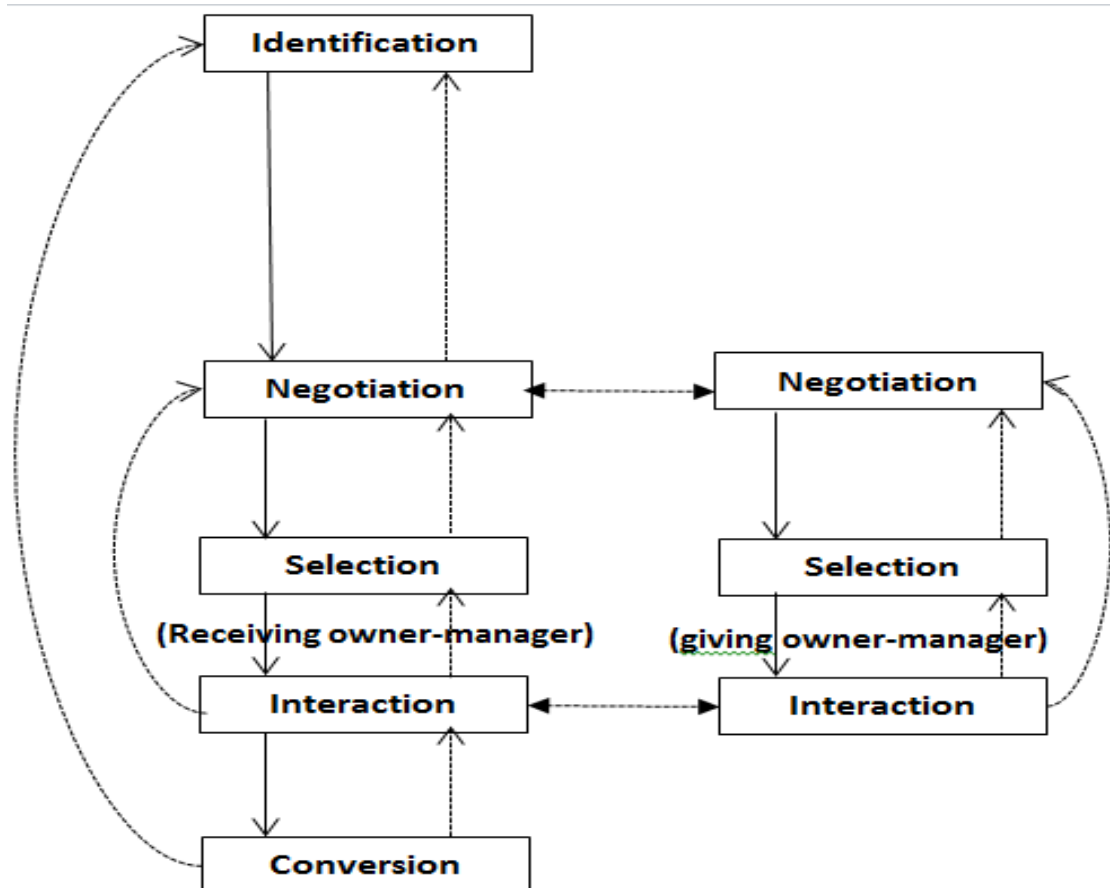 Identification
Negotiation
Negotiation
Selection
Selection
(Receiving owner-manager)
(giving owner-manager)
Interaction
Interaction
Conversion